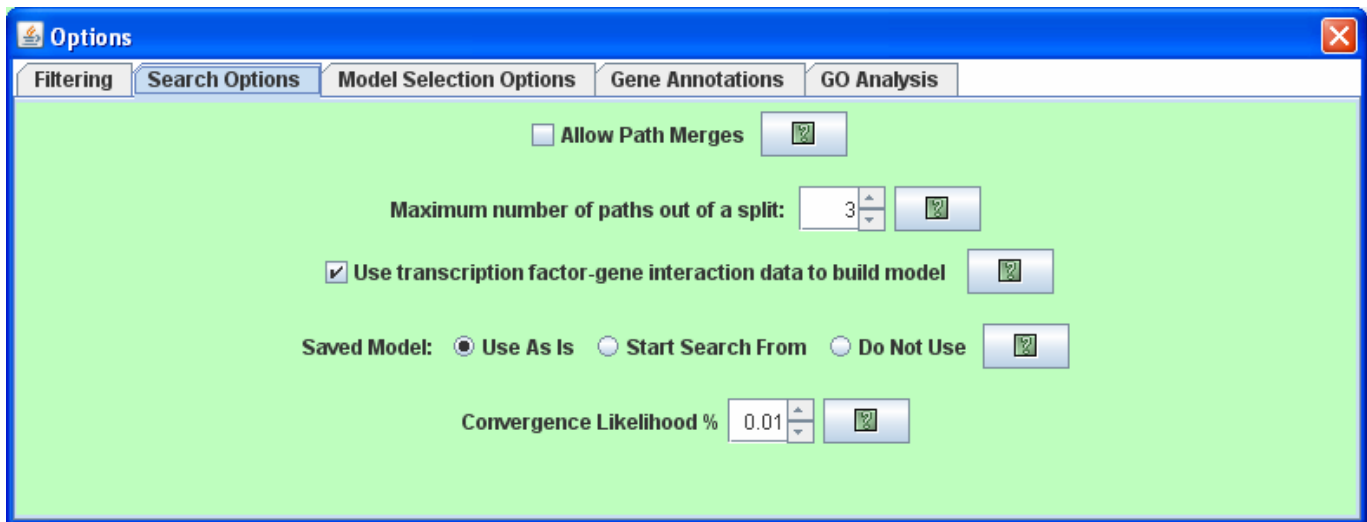 Options
Filtering Search Options Model Selection Options Gene Annotations GO Analysis
Allow Path Merges ?
Maximum number of paths out of a split: 3 ?
Use transcription factor-gene interaction data to build model ?
Saved Model: Use As Is Start Search From Do Not Use ?
Convergence Likelihood % 0.01 ?